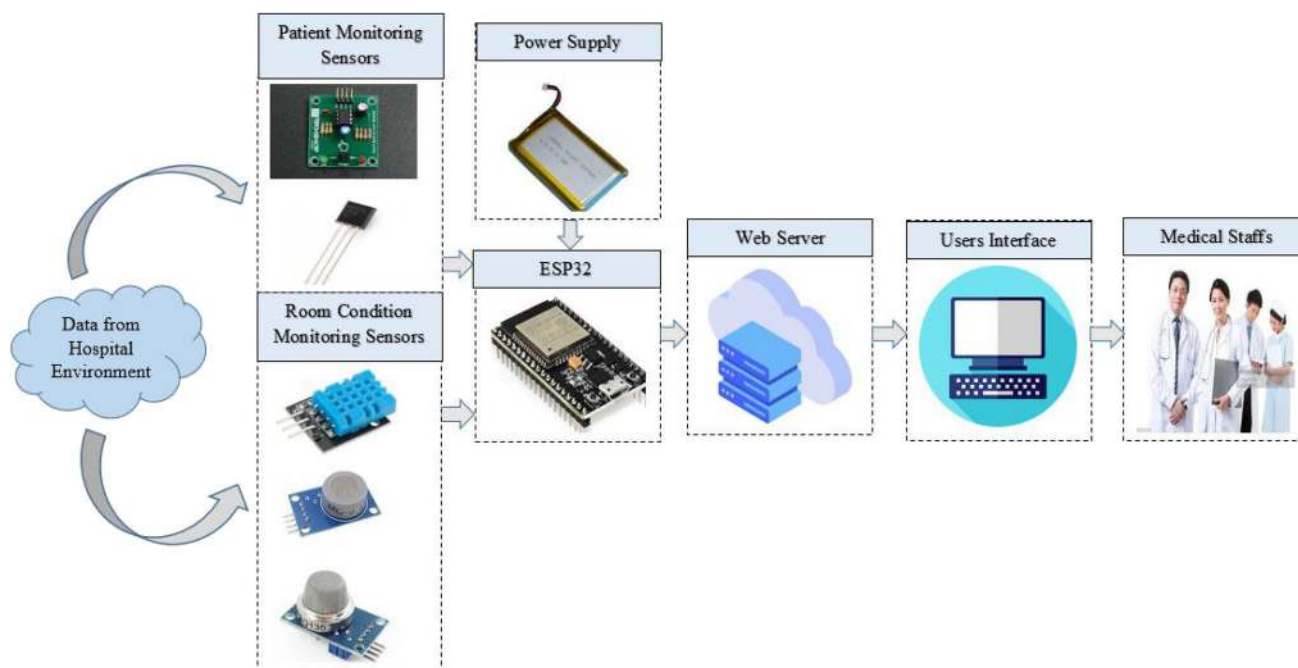 Patient Monitoring
Sensors
Power Supply
Data from
Hospital
Environment
Room Condition
Monitoring Sensors
ESP32
Web Server
Users Interface
Medical Staffs